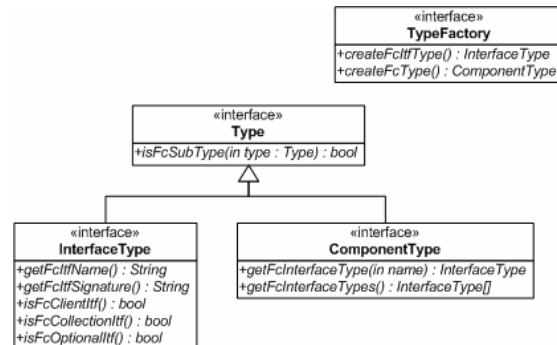 «interface»
TypeFactory
+createFcItfType() : InterfaceType
+createFcType() : ComponentType
«interface»
Type
+isFcSubType(in type : Type) : bool
«interface»
InterfaceType
+getFcItfName() : String
+getFcItfSignature() : String
+isFcClientItf() : bool
+isFcCollectionItf() : bool
+isFcOptionalItf() : bool
«interface»
ComponentType
+getFcInterfaceType(in name) : InterfaceType
+getFcInterfaceTypes() : InterfaceType[]